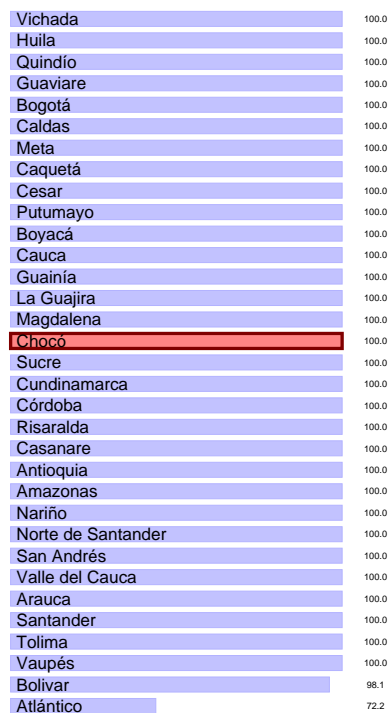 Vichada 100.0
Huila 100.0
Quindío 100.0
Guaviare 100.0
Bogotá 100.0
Caldas 100.0
Meta 100.0
Caquetá 100.0
Cesar 100.0
Putumayo 100.0
Boyacá 100.0
Cauca 100.0
Guainía 100.0
La Guajira 100.0
Magdalena 100.0
Chocó 100.0
Sucre 100.0
Cundinamarca 100.0
Córdoba 100.0
Risaralda 100.0
Casanare 100.0
Antioquia 100.0
Amazonas 100.0
Nariño 100.0
Norte de Santander 100.0
San Andrés 100.0
Valle del Cauca 100.0
Arauca 100.0
Santander 100.0
Tolima 100.0
Vaupés 100.0
Bolivar 98.1
Atlántico 72.2